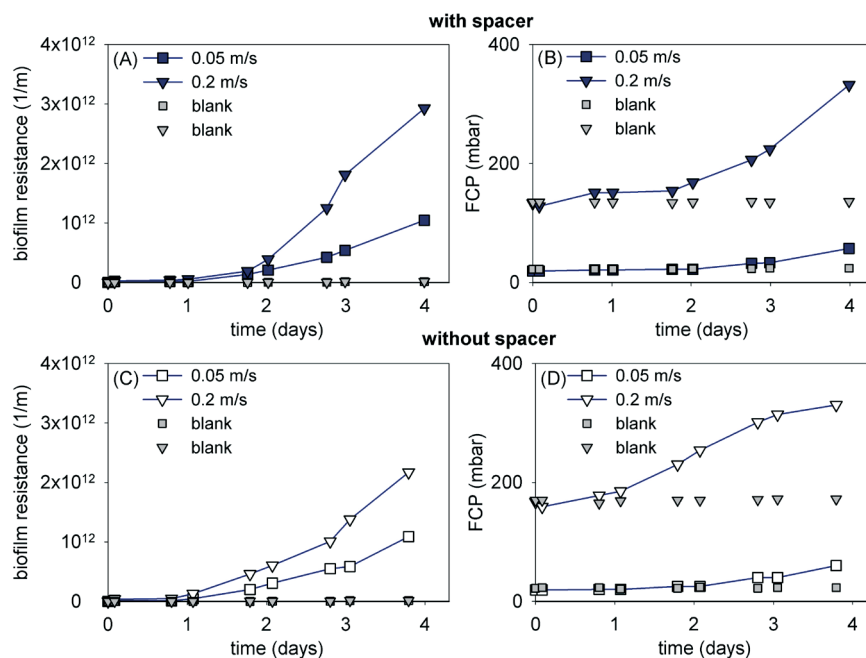 with spacer
(A)
0.05 m/s
0.2 m/s
blank
blank
4x10¹²
3x10¹²
2x10¹²
1x10¹²
0
biofilm resistance (1/m)
0 1 2 3 4
time (days)
(B)
0.05 m/s
0.2 m/s
blank
blank
400
200
0
FCP (mbar)
0 1 2 3 4
time (days)
without spacer
(C)
0.05 m/s
0.2 m/s
blank
blank
4x10¹²
3x10¹²
2x10¹²
1x10¹²
0
biofilm resistance (1/m)
0 1 2 3 4
time (days)
(D)
0.05 m/s
0.2 m/s
blank
blank
400
200
0
FCP (mbar)
0 1 2 3 4
time (days)